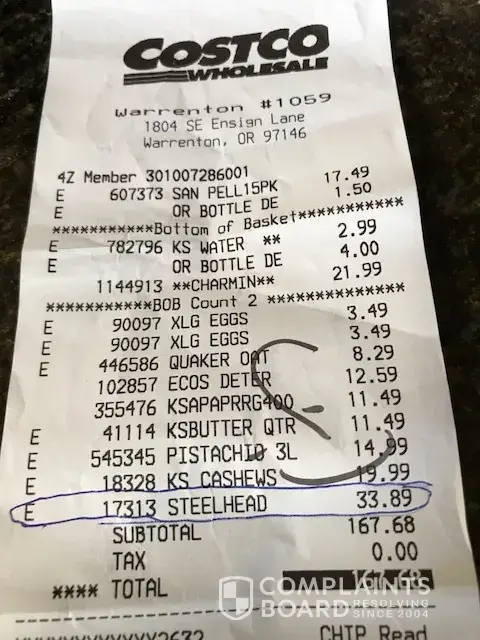 COSTCO
WHOLESALE
Warrenton #1059
1804 SE Ensign Lane
Warrenton, OR 97146
4Z Member 301007286001
E 607373 SAN PELL15PK 17.49
E OR BOTTLE DE 1.50
***********Bottom of Basket***********
E 782796 KS WATER ** 2.99
E OR BOTTLE DE 4.00
1144913 **CHARMIN** 21.99
***********BOB Count 2 **************
E 90097 XLG EGGS 3.49
E 90097 XLG EGGS 3.49
E 446586 QUAKER OAT 8.29
102857 ECOS DETER 12.59
355476 KSAPAPRRG400 11.49
E 41114 KSBUTTER QTR 11.49
E 545345 PISTACHIO 3L 14.99
E 18328 KS CASHEWS 19.99
E 17313 STEELHEAD 33.89
SUBTOTAL 167.68
TAX 0.00
**** TOTAL 167.68
COMPLAINTS
BOARD RESOLVING
SINCE 2004
2632 CHIP Read